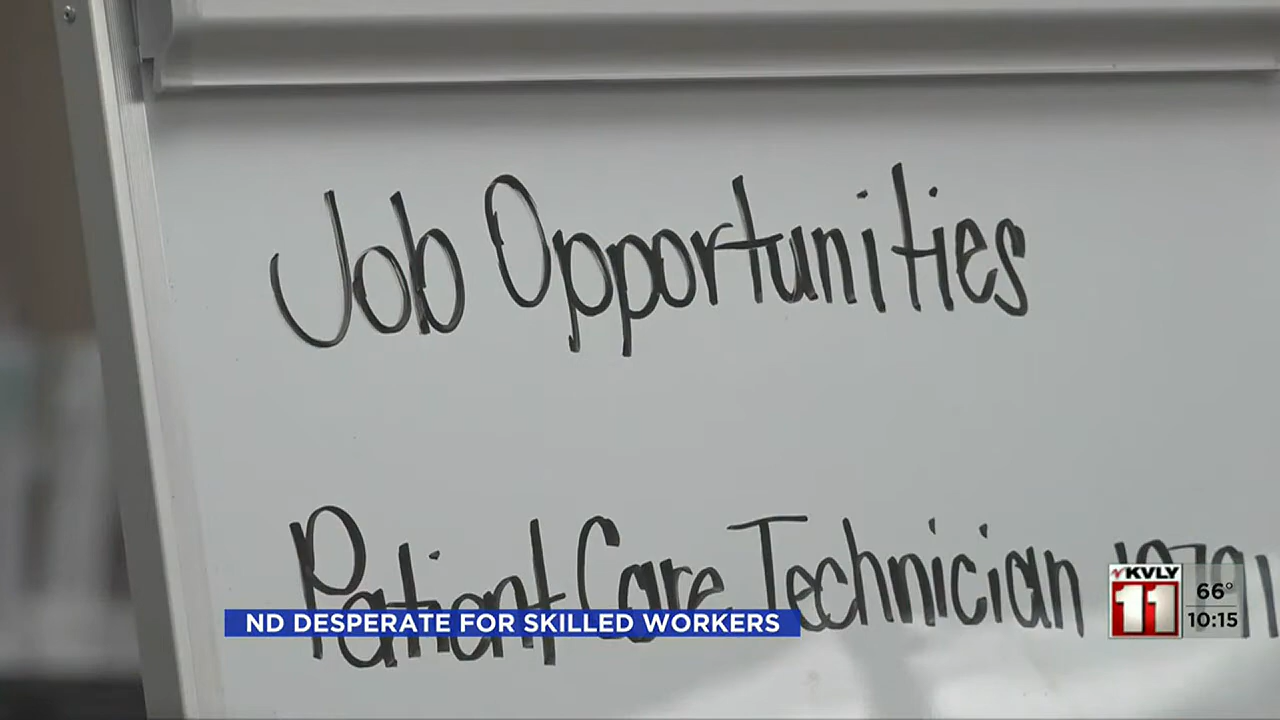 Job Opportunities
Patient Care Technician
ND DESPERATE FOR SKILLED WORKERS
KVLY
11
66°
10:15